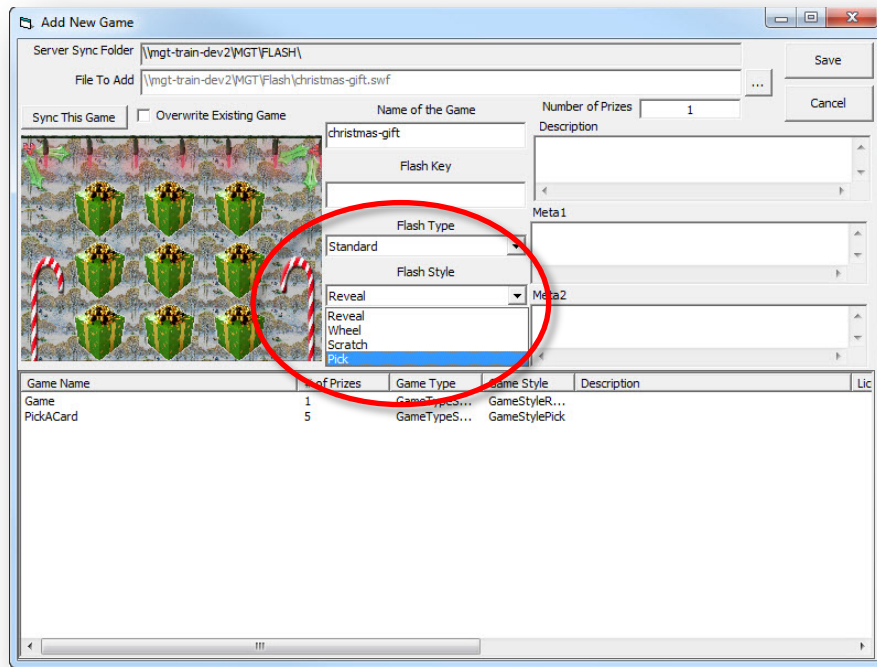 Add New Game
Server Sync Folder \\mgt-train-dev2\MGT\FLASH\
Save
File To Add \\mgt-train-dev2\MGT\Flash\christmas-gift.swf
...
Sync This Game Overwrite Existing Game Name of the Game Number of Prizes 1 Cancel
christmas-gift Description
Flash Key
Meta1
Flash Type
Standard
Flash Style
Reveal Meta2
Reveal
Wheel
Scratch
Pick
Game Name # of Prizes Game Type Game Style Description Lic
Game 1 GameTypeS... GameStyleR...
PickACard 5 GameTypeS... GameStylePick